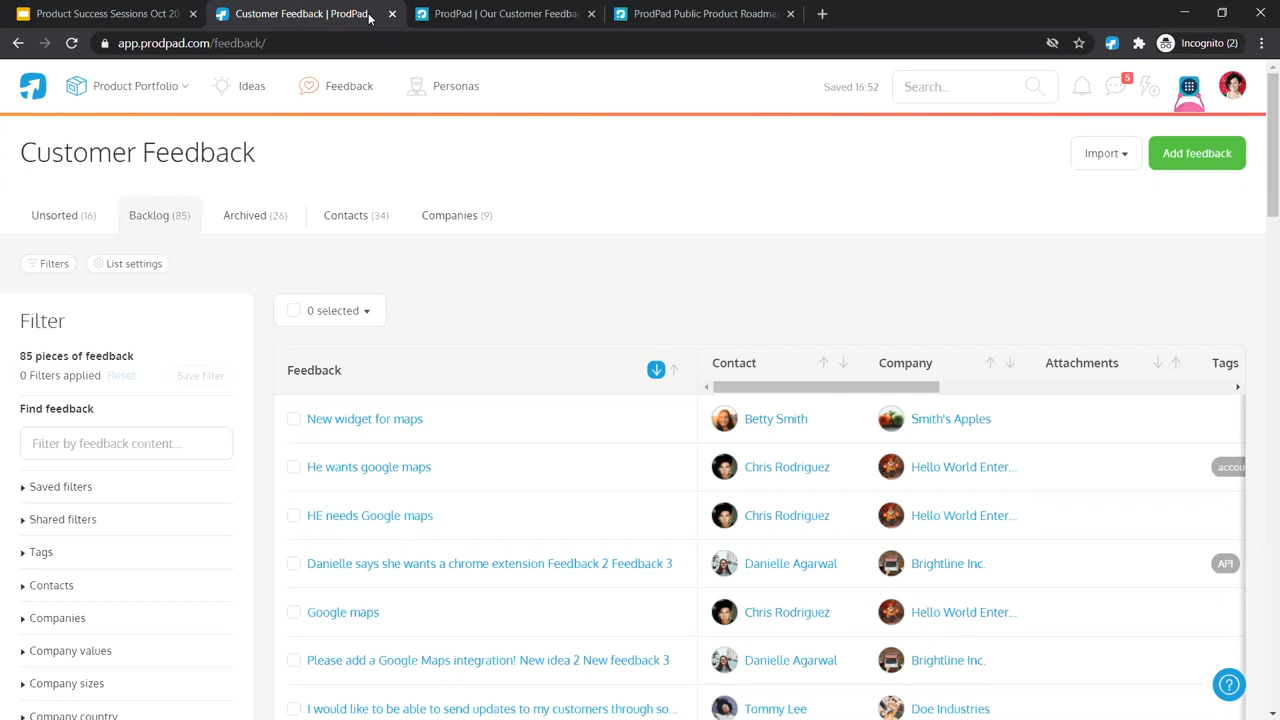 Product Success Sessions Oct 20
Customer Feedback | ProdPad
ProdPad | Our Customer Feedba
ProdPad Public Product Roadma
app.prodpad.com/feedback/
Incognito (2)
Product Portfolio
Ideas
Feedback
Personas
Saved 16:52
Search...
5
Customer Feedback
Import
Add feedback
Unsorted (16)
Backlog (85)
Archived (26)
Contacts (34)
Companies (9)
Filters
List settings
Filter
85 pieces of feedback
0 Filters applied Reset
Save filter
Find feedback
Filter by feedback content...
Saved filters
Shared filters
Tags
Contacts
Companies
Company values
Company sizes
Company country
0 selected
Feedback
Contact
Company
Attachments
Tags
New widget for maps
Betty Smith
Smith's Apples
He wants google maps
Chris Rodriguez
Hello World Enter...
accou
HE needs Google maps
Chris Rodriguez
Hello World Enter...
Danielle says she wants a chrome extension Feedback 2 Feedback 3
Danielle Agarwal
Brightline Inc.
API
Google maps
Chris Rodriguez
Hello World Enter...
Please add a Google Maps integration! New idea 2 New feedback 3
Danielle Agarwal
Brightline Inc.
I would like to be able to send updates to my customers through so...
Tommy Lee
Doe Industries